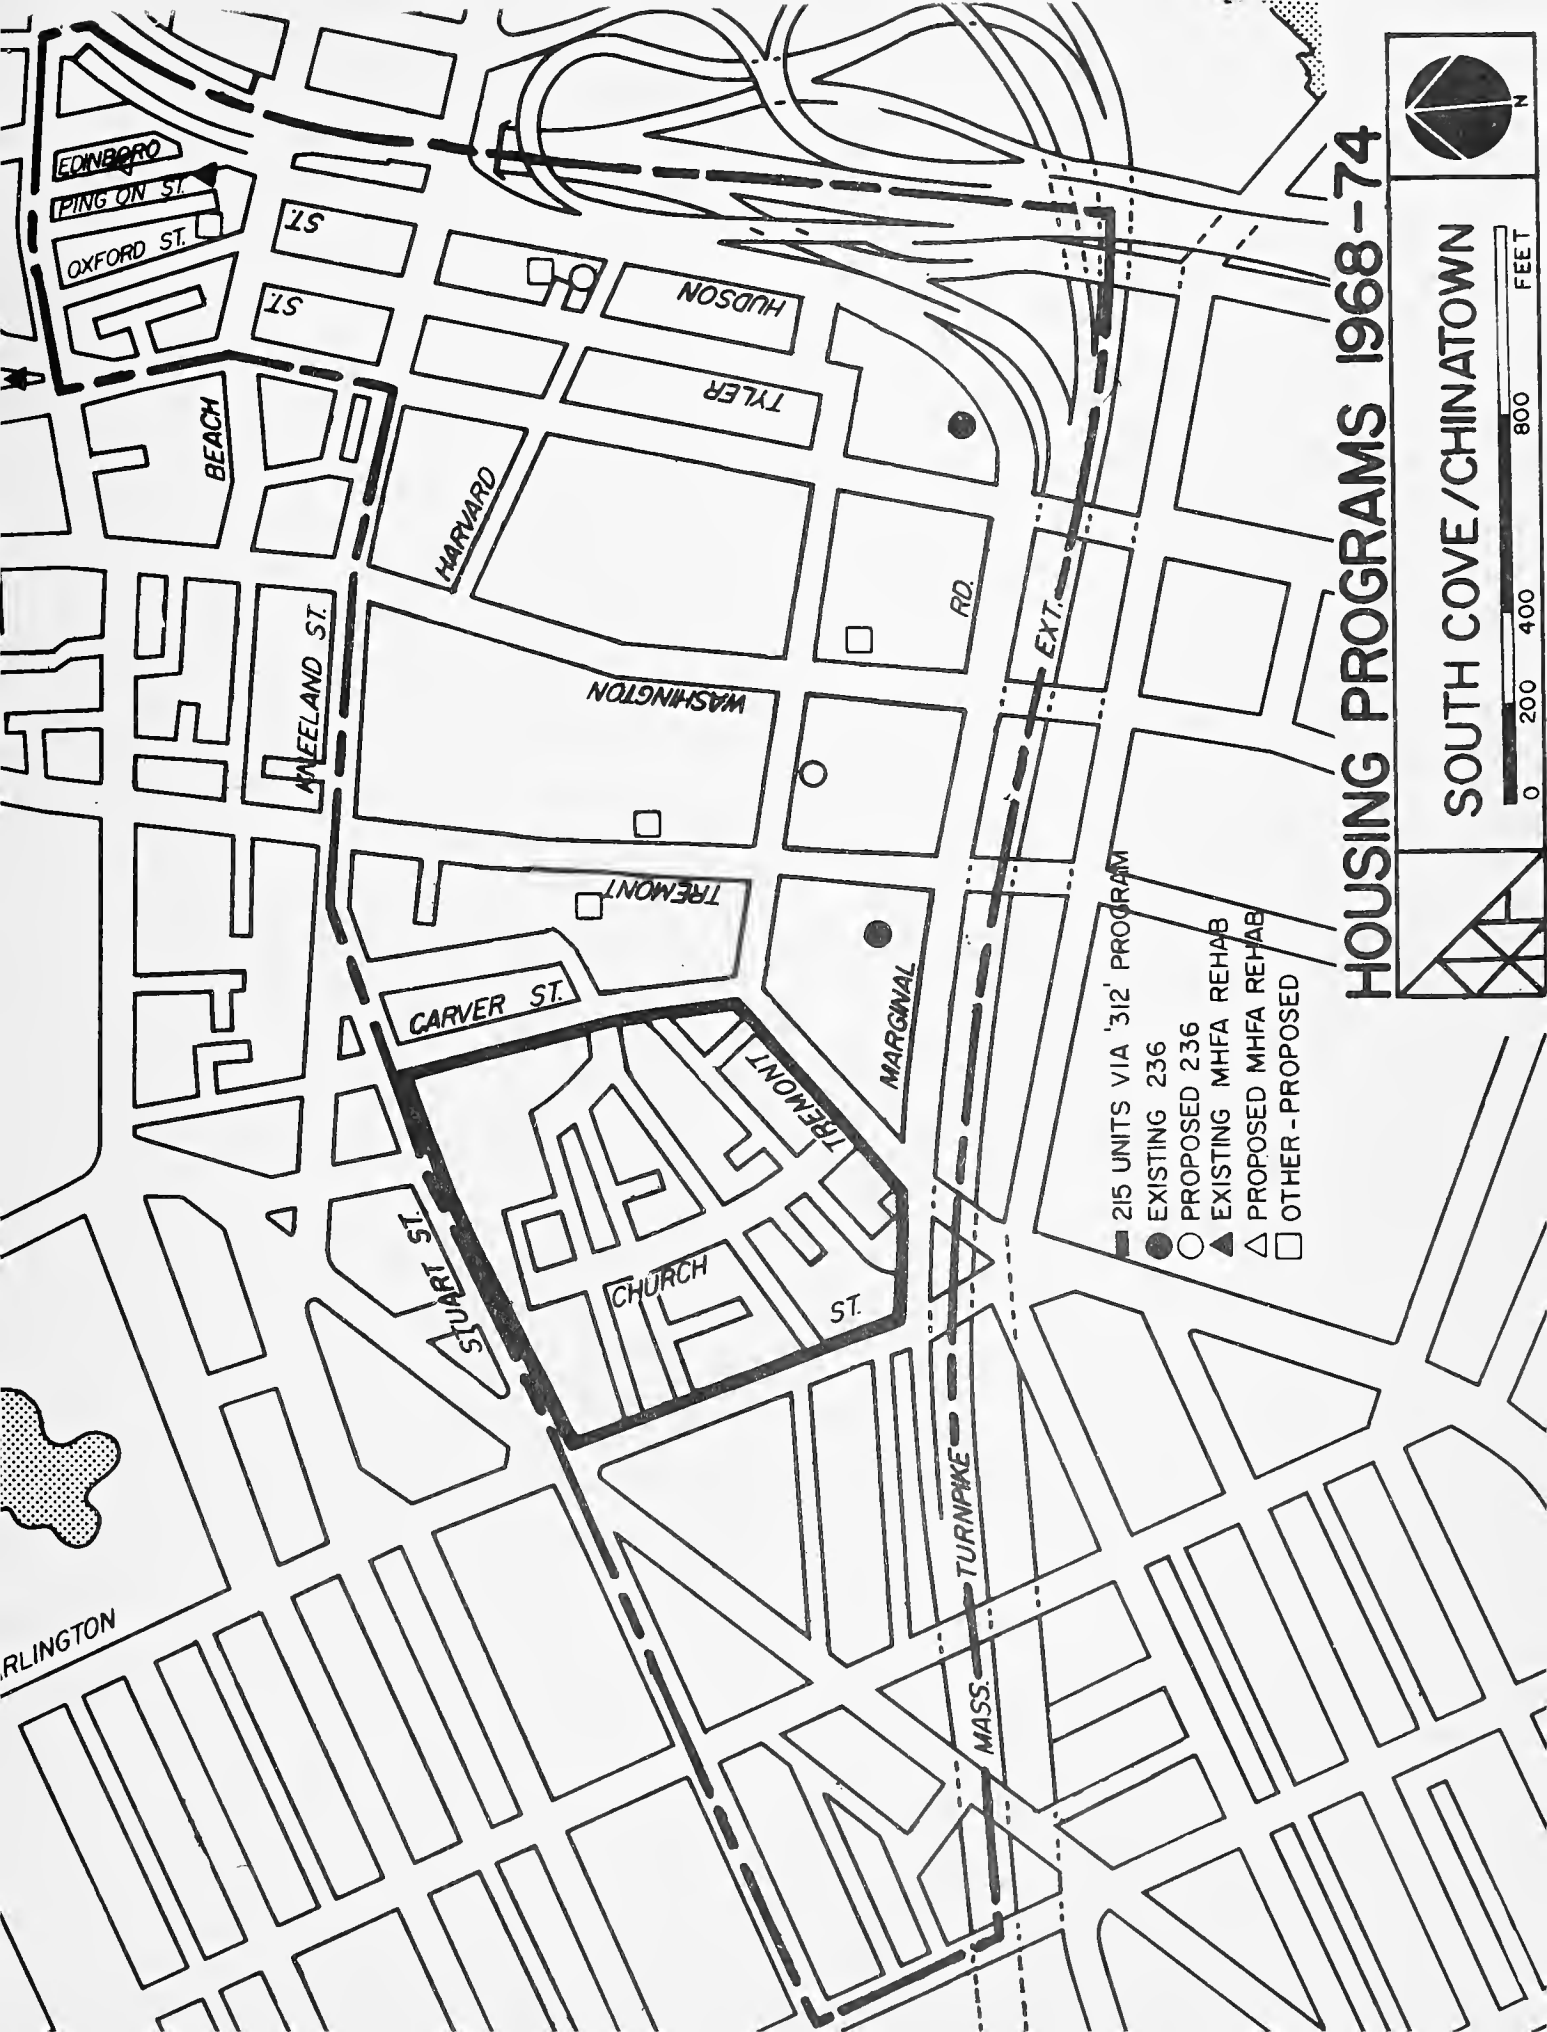 EDINBORO
PING ON ST.
OXFORD ST.
ST.
ST.
HUDSON
TYLER
BEACH
HARVARD
KNEELAND ST.
WASHINGTON
RD.
EXT.
TREMONT
CARVER ST.
MARGINAL
TREMONT
STUART ST.
CHURCH
ST.
TURNPIKE
MASS.
RLINGTON
215 UNITS VIA '312' PROGRAM
EXISTING 236
PROPOSED 236
EXISTING MHFA REHAB
PROPOSED MHFA REHAB
OTHER-PROPOSED
HOUSING PROGRAMS 1968-74
SOUTH COVE/CHINATOWN
0 200 400 800 FEET
N